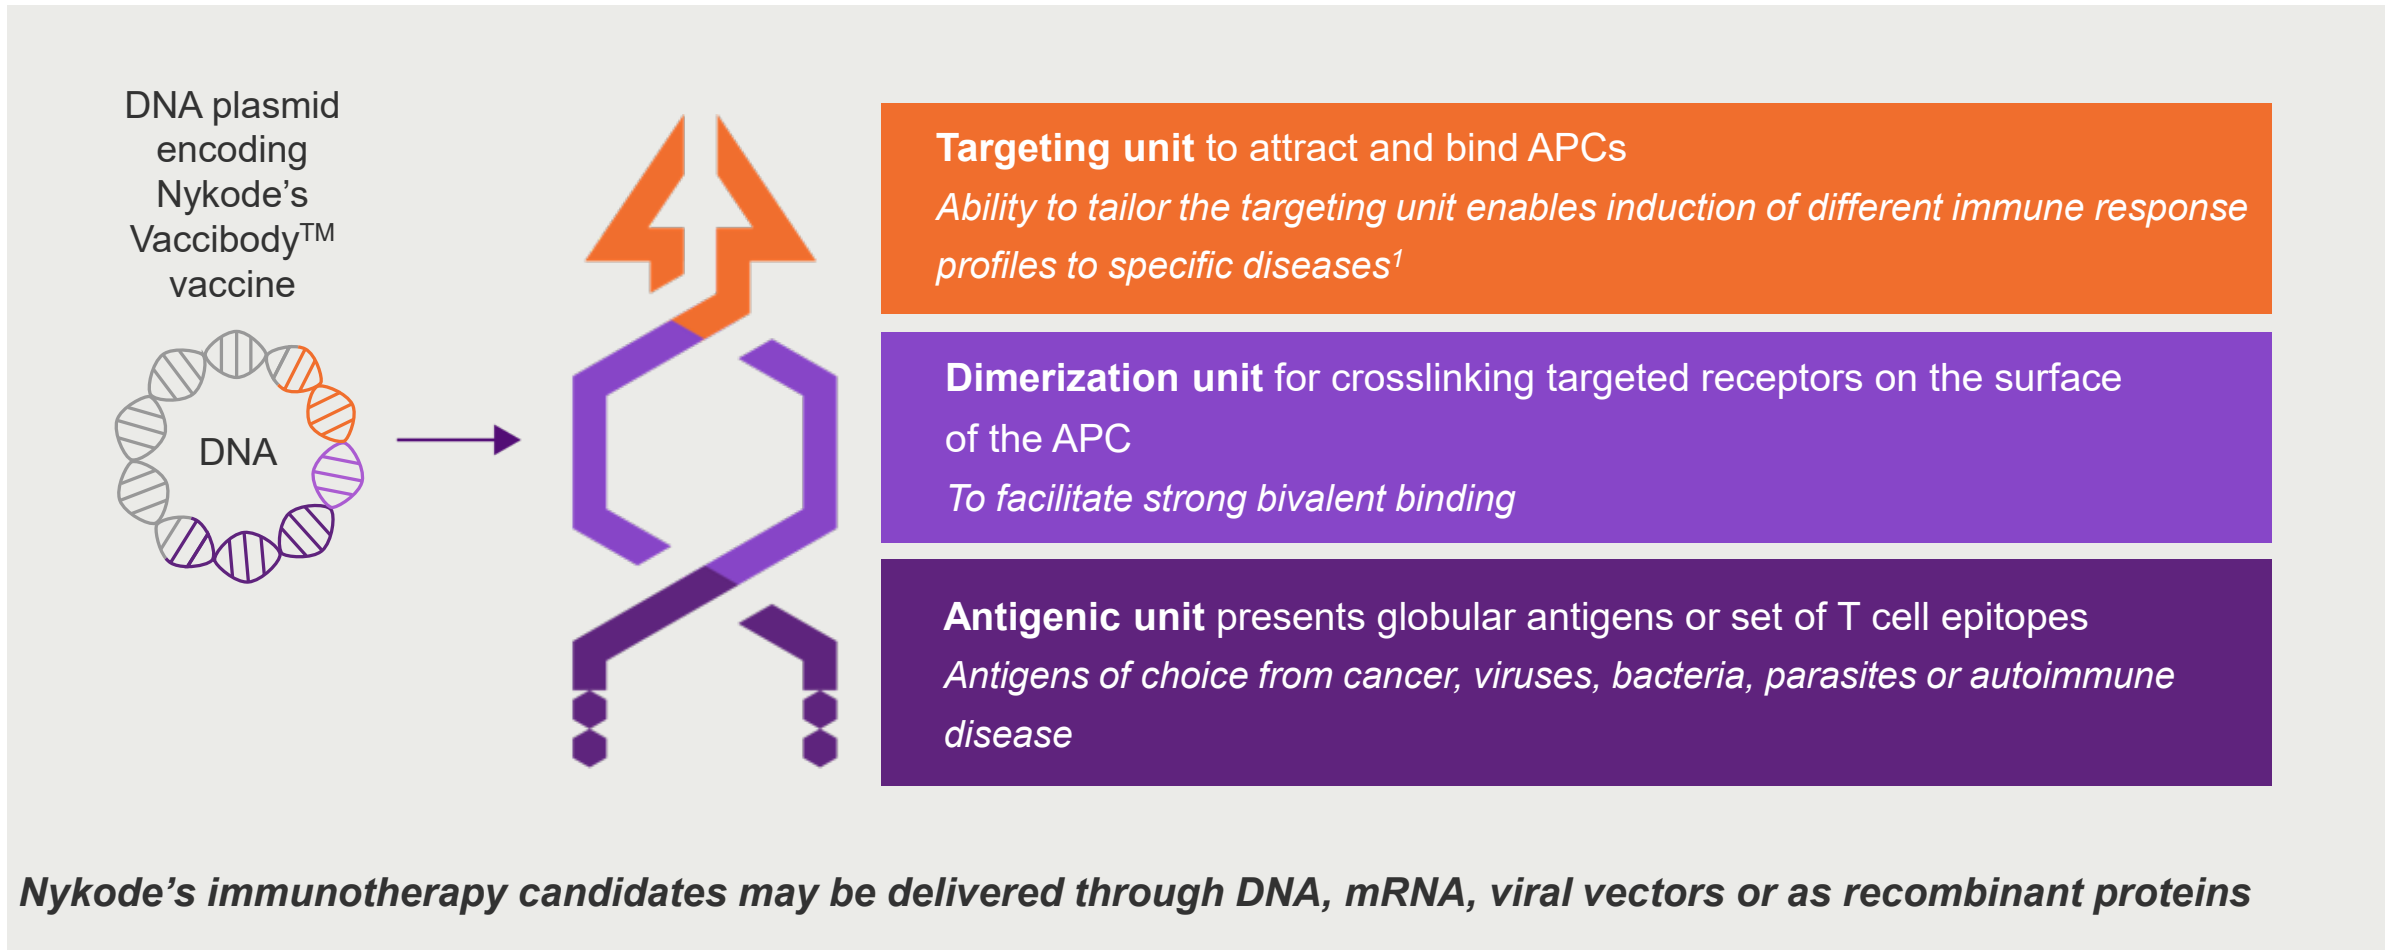 DNA plasmid
encoding
Nykode’s
Vaccibody™
vaccine
DNA
Targeting unit to attract and bind APCs
Ability to tailor the targeting unit enables induction of different immune response
profiles to specific diseases¹
Dimerization unit for crosslinking targeted receptors on the surface
of the APC
To facilitate strong bivalent binding
Antigenic unit presents globular antigens or set of T cell epitopes
Antigens of choice from cancer, viruses, bacteria, parasites or autoimmune
disease
Nykode’s immunotherapy candidates may be delivered through DNA, mRNA, viral vectors or as recombinant proteins